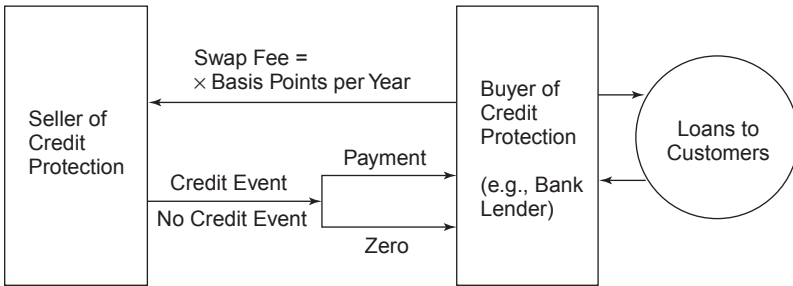 Swap Fee =
× Basis Points per Year
Seller of
Credit
Protection
Credit Event
No Credit Event
Payment
Zero
Buyer of
Credit
Protection
(e.g., Bank
Lender)
Loans to
Customers